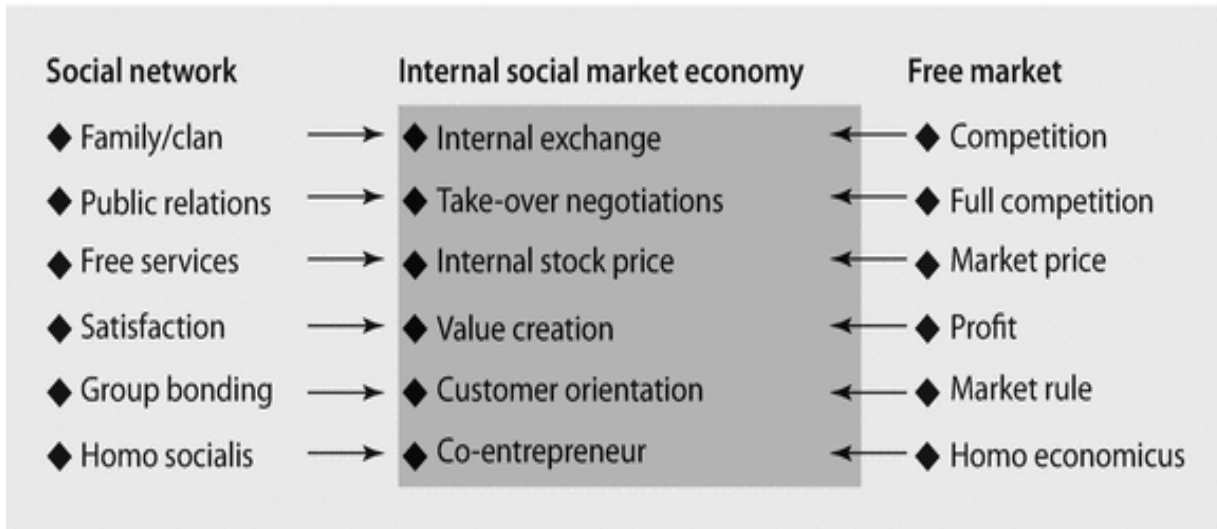 Social network Internal social market economy Free market
◆ Family/clan ◆ Internal exchange ◆ Competition
◆ Public relations ◆ Take-over negotiations ◆ Full competition
◆ Free services ◆ Internal stock price ◆ Market price
◆ Satisfaction ◆ Value creation ◆ Profit
◆ Group bonding ◆ Customer orientation ◆ Market rule
◆ Homo socialis ◆ Co-entrepreneur ◆ Homo economicus